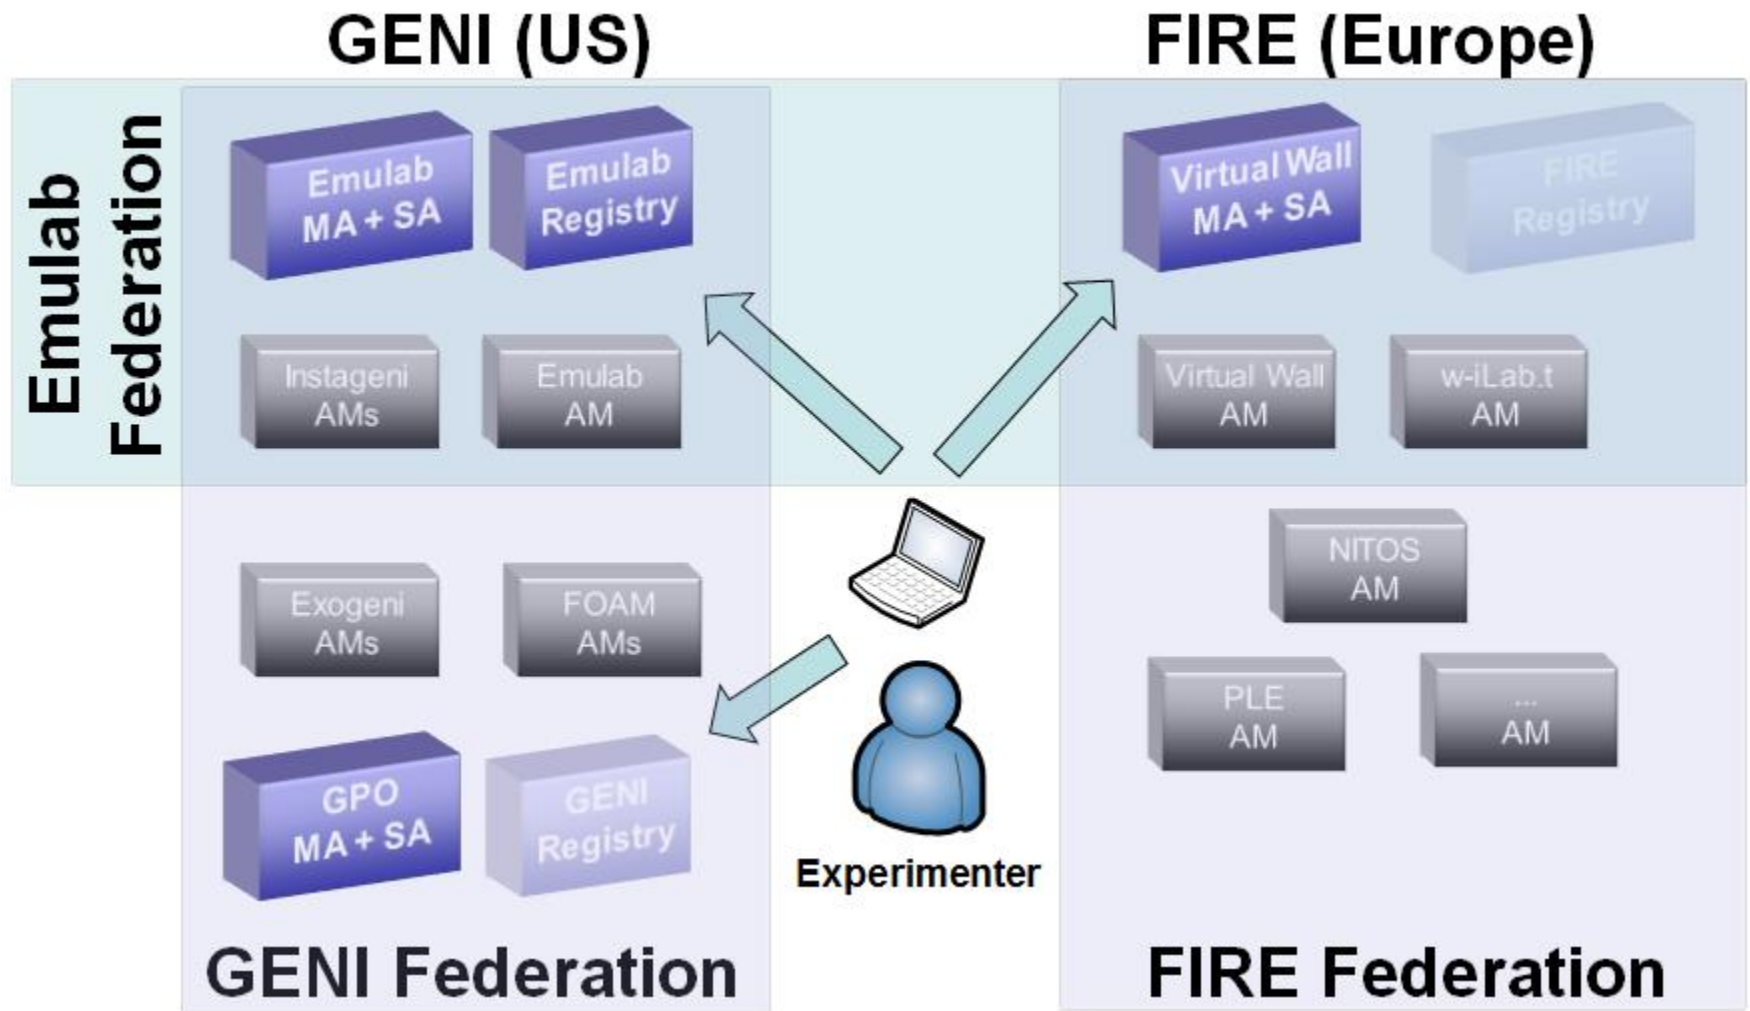 GENI (US)
FIRE (Europe)
Emulab
Federation
Emulab
MA + SA
Emulab
Registry
Virtual Wall
MA + SA
FIRE
Registry
Instageni
AMs
Emulab
AM
Virtual Wall
AM
w-iLab.t
AM
Exogeni
AMs
FOAM
AMs
NITOS
AM
PLE
AM
...
AM
GPO
MA + SA
GENI
Registry
Experimenter
GENI Federation
FIRE Federation